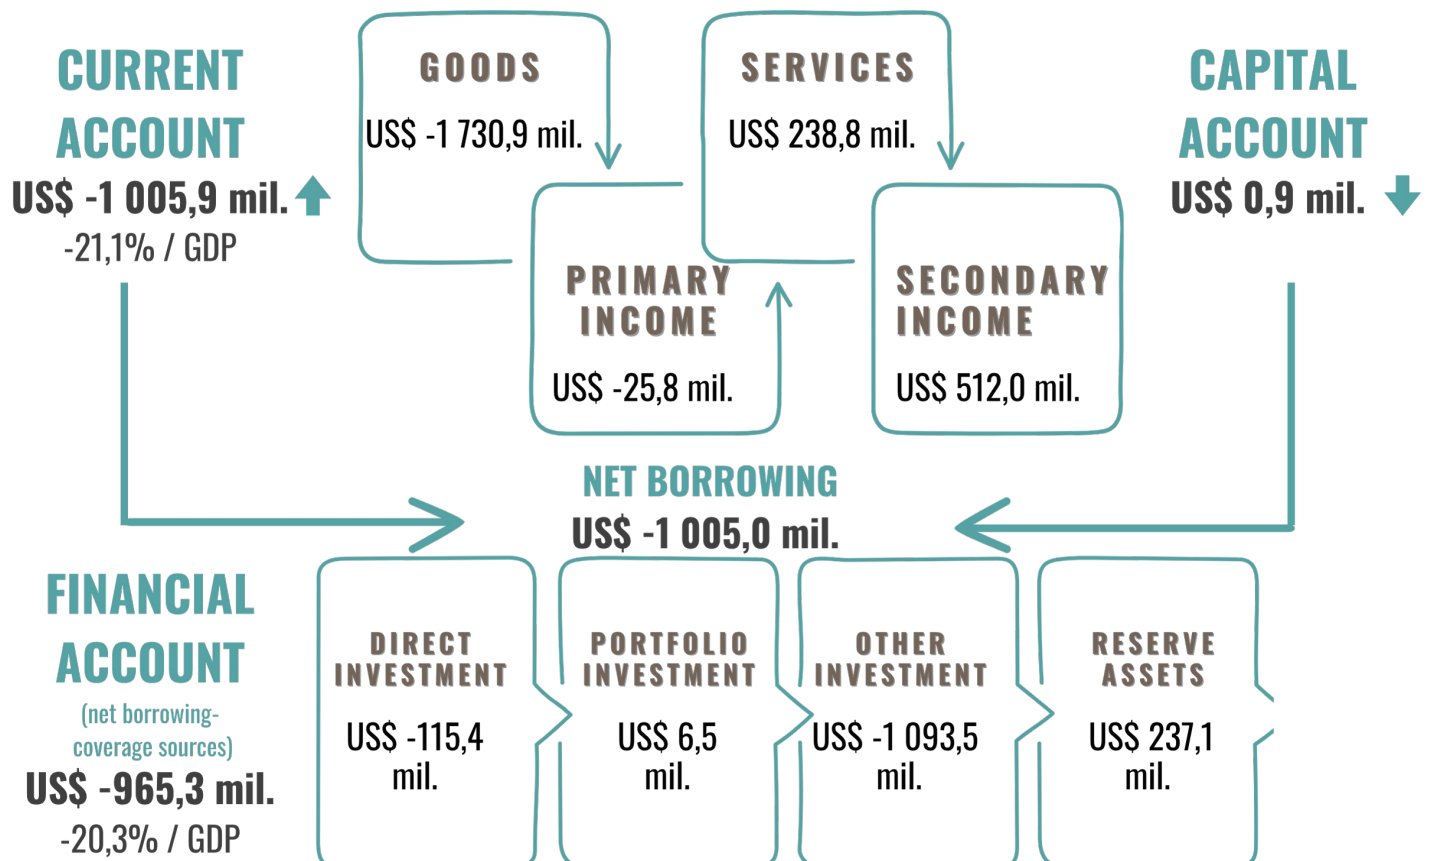 CURRENT
ACCOUNT
US$ -1 005,9 mil.
-21,1% / GDP
GOODS
US$ -1 730,9 mil.
SERVICES
US$ 238,8 mil.
PRIMARY
INCOME
US$ -25,8 mil.
SECONDARY
INCOME
US$ 512,0 mil.
CAPITAL
ACCOUNT
US$ 0,9 mil.
NET BORROWING
US$ -1 005,0 mil.
FINANCIAL
ACCOUNT
(net borrowing-
coverage sources)
US$ -965,3 mil.
-20,3% / GDP
DIRECT
INVESTMENT
US$ -115,4
mil.
PORTFOLIO
INVESTMENT
US$ 6,5
mil.
OTHER
INVESTMENT
US$ -1 093,5
mil.
RESERVE
ASSETS
US$ 237,1
mil.